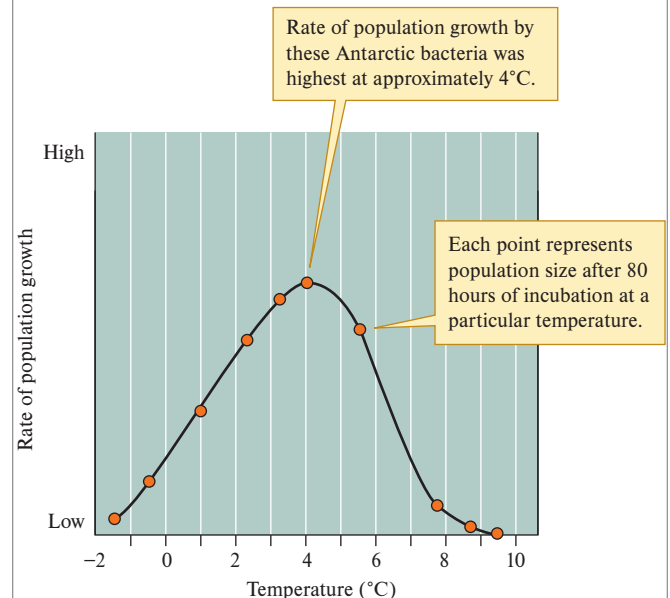 Rate of population growth by
these Antarctic bacteria was
highest at approximately 4°C.
High
Each point represents
population size after 80
hours of incubation at a
particular temperature.
Rate of population growth
Low
−2 0 2 4 6 8 10
Temperature (°C)